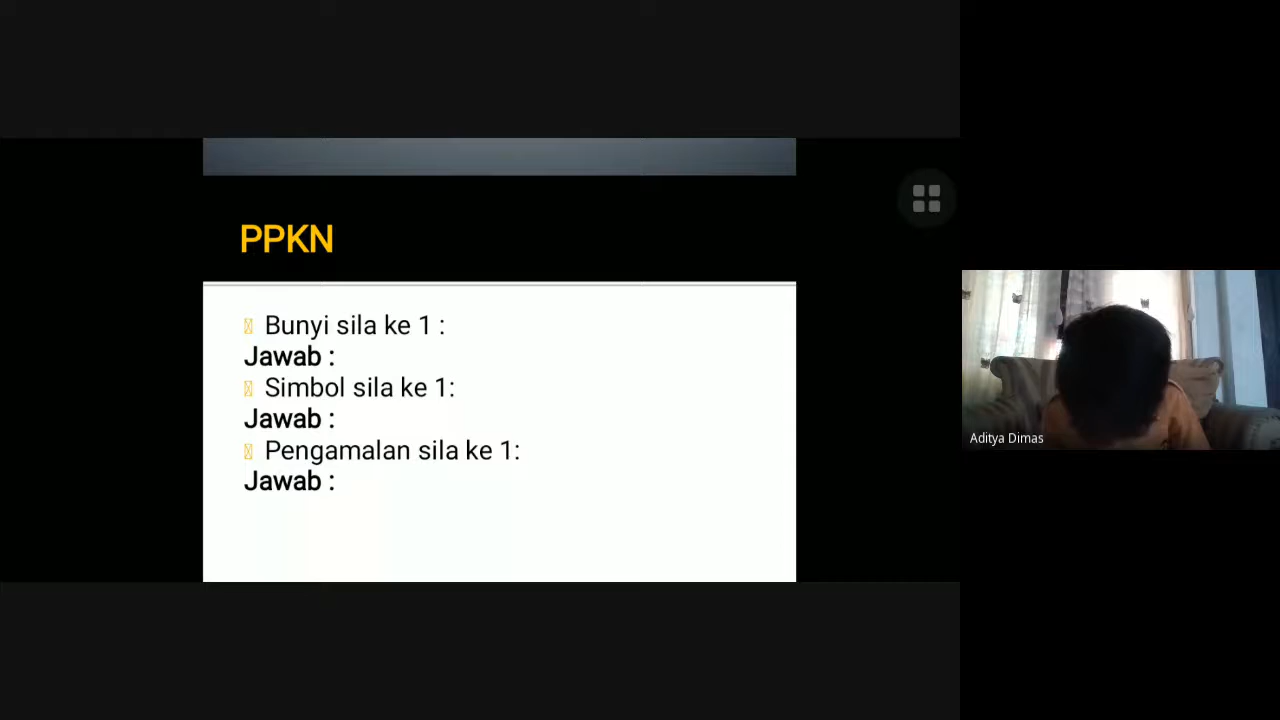 PPKN
Bunyi sila ke 1 :
Jawab :
Simbol sila ke 1:
Jawab :
Pengamalan sila ke 1:
Jawab :
Aditya Dimas